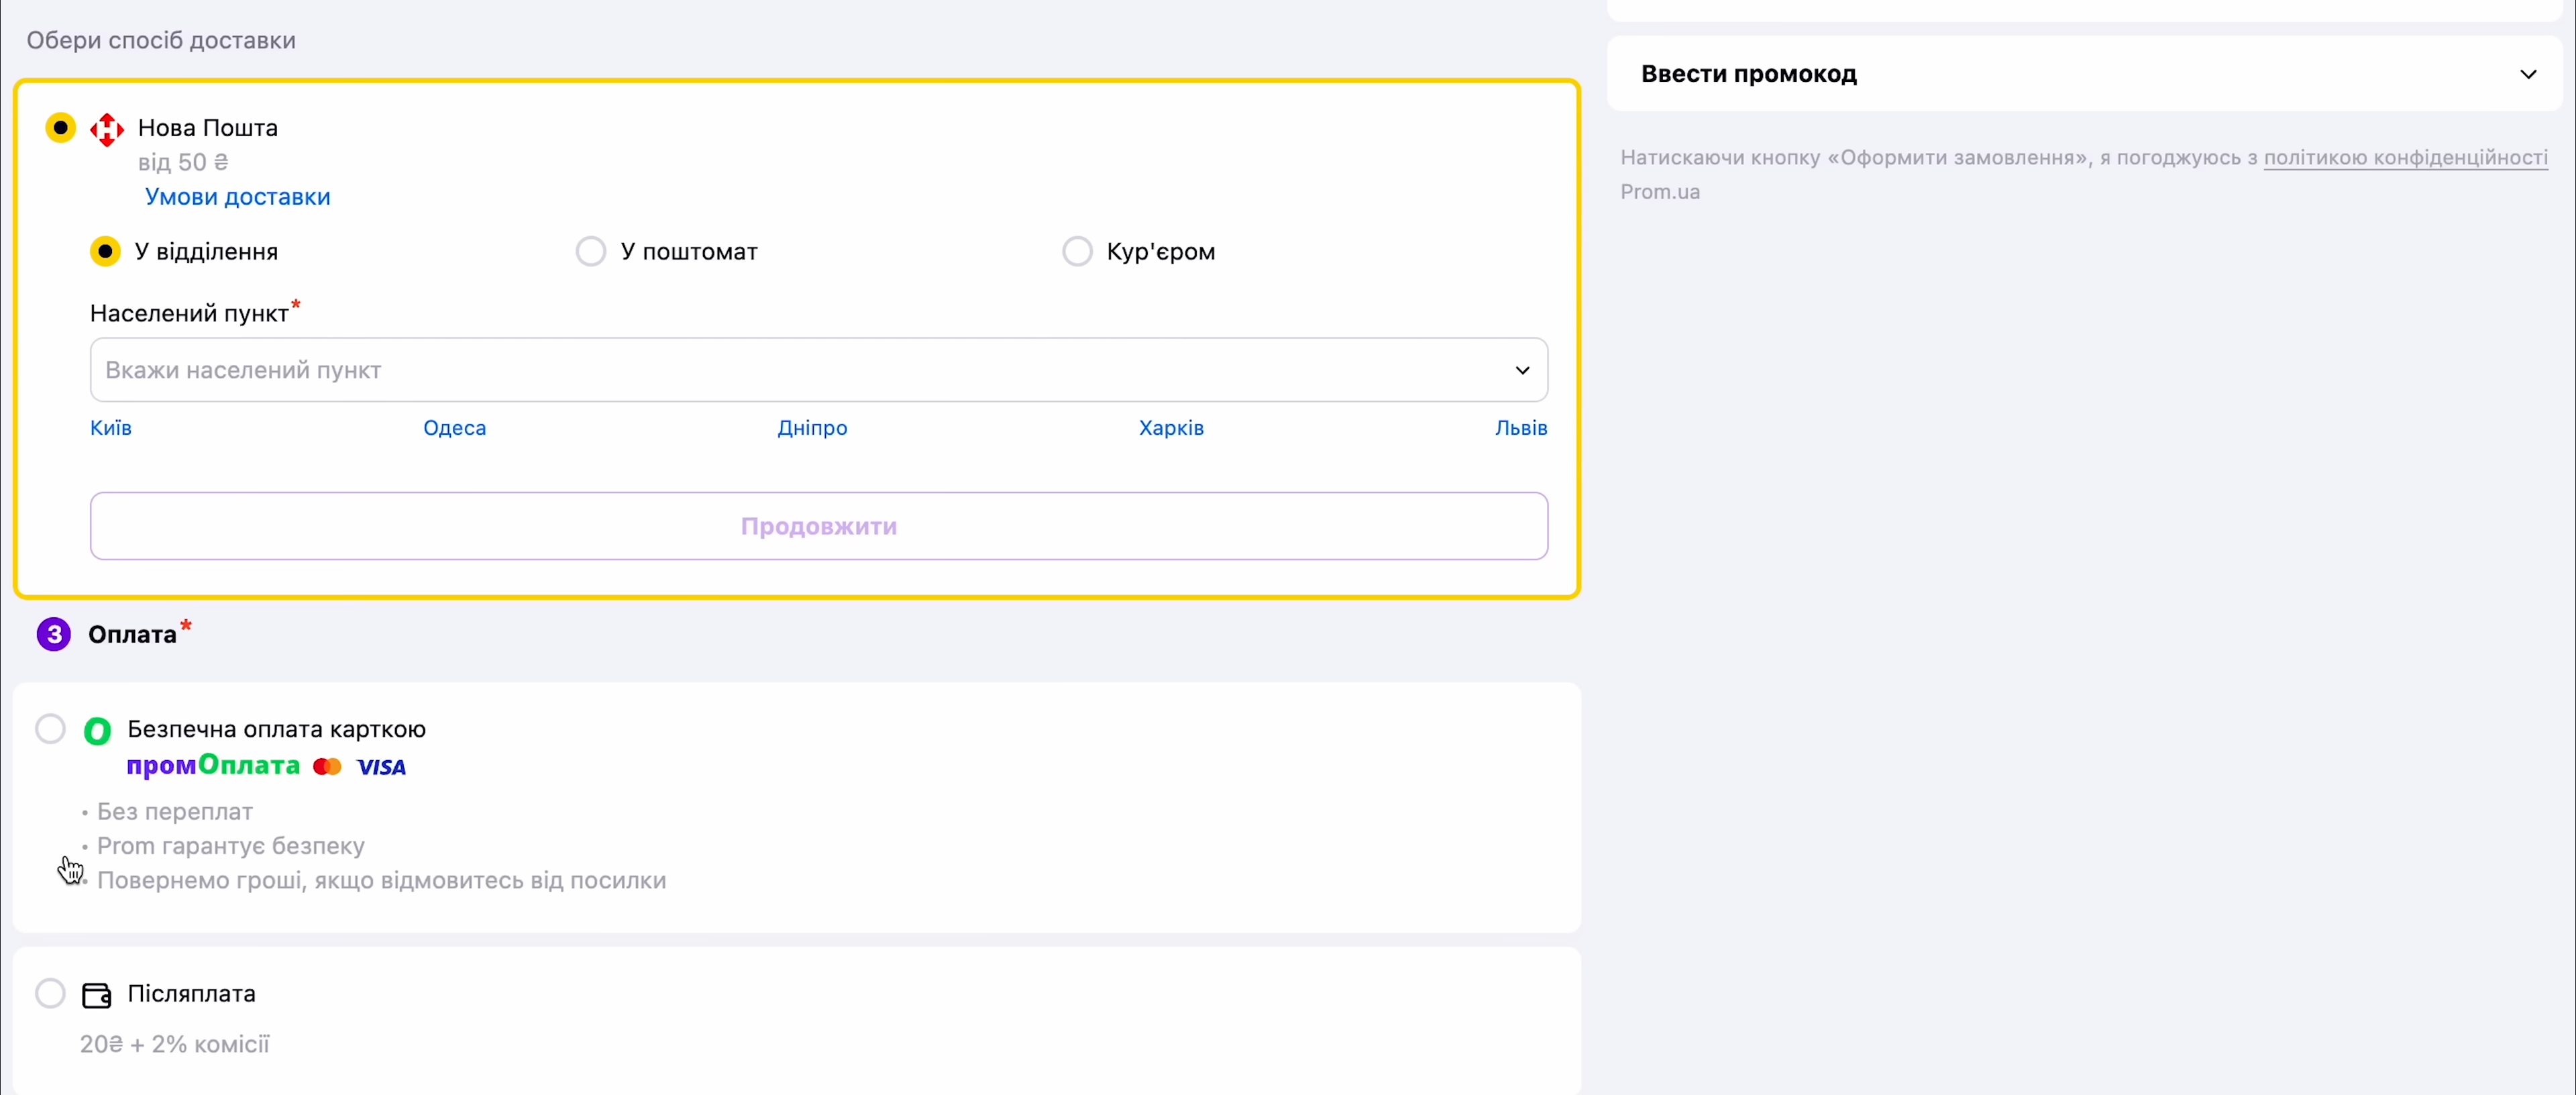 Обери спосіб доставки
Нова Пошта
від 50 ₴
Умови доставки
У відділення
У поштомат
Кур'єром
Населений пункт*
Вкажи населений пункт
Київ
Одеса
Дніпро
Харків
Львів
Продовжити
3 Оплата*
Безпечна оплата карткою
промОплата VISA
• Без переплат
• Prom гарантує безпеку
• Повернемо гроші, якщо відмовитесь від посилки
Післяплата
20₴ + 2% комісії
Ввести промокод
Натискаючи кнопку «Оформити замовлення», я погоджуюсь з політикою конфіденційності
Prom.ua